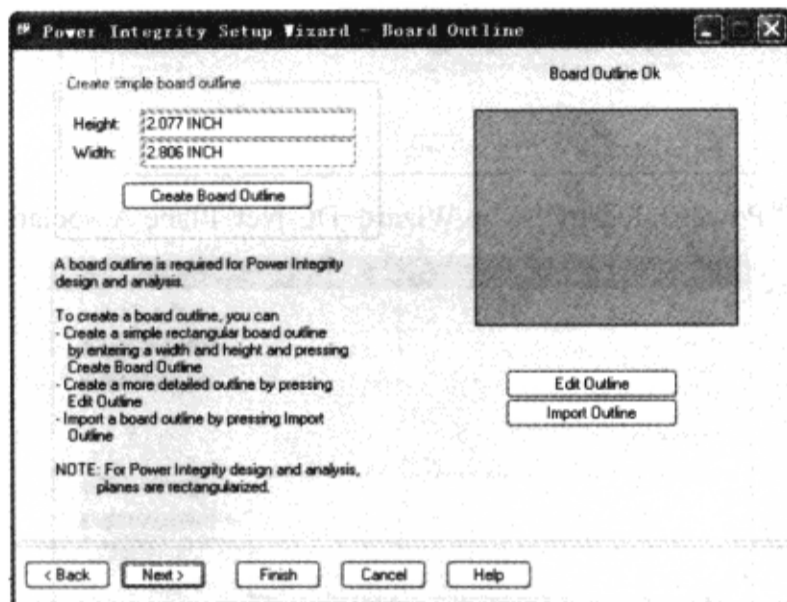 Power Integrity Setup Wizard - Board Outline
Create simple board outline
Height: 2.077 INCH
Width: 2.806 INCH
Create Board Outline
A board outline is required for Power Integrity
design and analysis.
To create a board outline, you can
- Create a simple rectangular board outline
by entering a width and height and pressing
Create Board Outline
- Create a more detailed outline by pressing
Edit Outline
- Import a board outline by pressing Import
Outline
NOTE: For Power Integrity design and analysis,
planes are rectangularized.
Board Outline Ok
Edit Outline
Import Outline
< Back
Next >
Finish
Cancel
Help